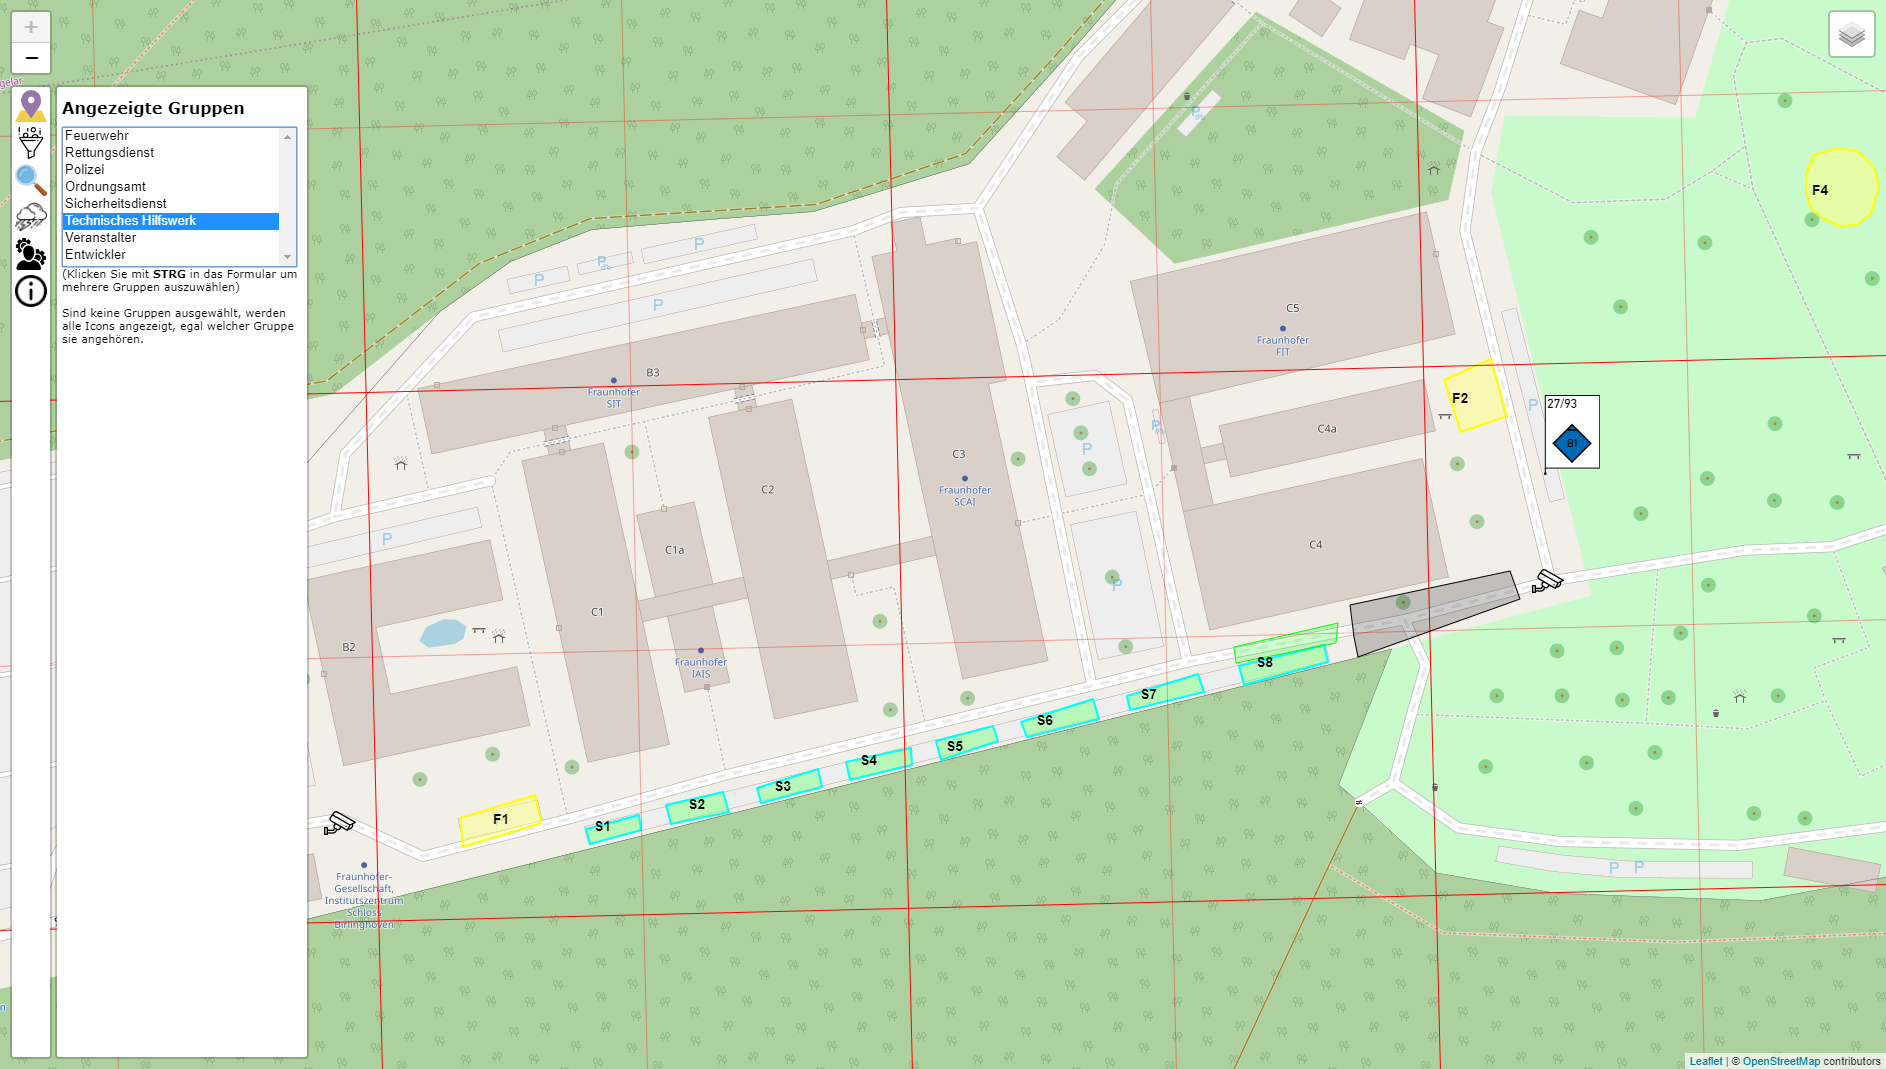 +
−
gelar
Angezeigte Gruppen
Feuerwehr
Rettungsdienst
Polizei
Ordnungsamt
Sicherheitsdienst
Technisches Hilfswerk
Veranstalter
Entwickler
(Klicken Sie mit STRG in das Formular um
mehrere Gruppen auszuwählen)
Sind keine Gruppen ausgewählt, werden
alle Icons angezeigt, egal welcher Gruppe
sie angehören.
P
F4
P
P
P
P
C5
Fraunhofer
FIT
P
B3
Fraunhofer
SIT
F2
P
27/93
B1
P
C4a
P
C3
Fraunhofer
SCAI
C2
P
C1a
C4
P
C1
B2
Fraunhofer
IAIS
S8
S7
S6
S5
S4
S3
S2
S1
F1
P P
Fraunhofer-
Gesellschaft,
Institutszentrum
Schloss
Birlinghoven
Leaflet | © OpenStreetMap contributors